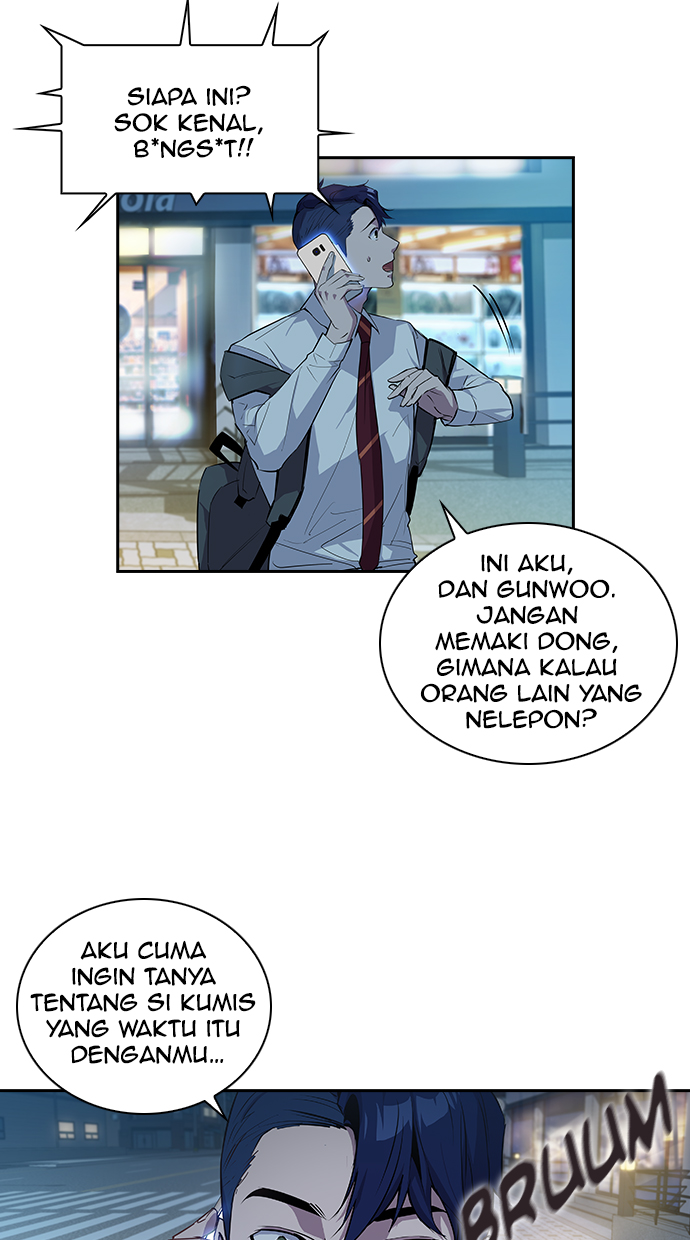 SIAPA INI?
SOK KENAL,
B*NGS*T!!
ola
INI AKU,
DAN GUNWOO.
JANGAN
MEMAKI DONG,
GIMANA KALAU
ORANG LAIN YANG
NELEPON?
AKU CUMA
INGIN TANYA
TENTANG SI KUMIS
YANG WAKTU ITU
DENGANMU...
BRUUM